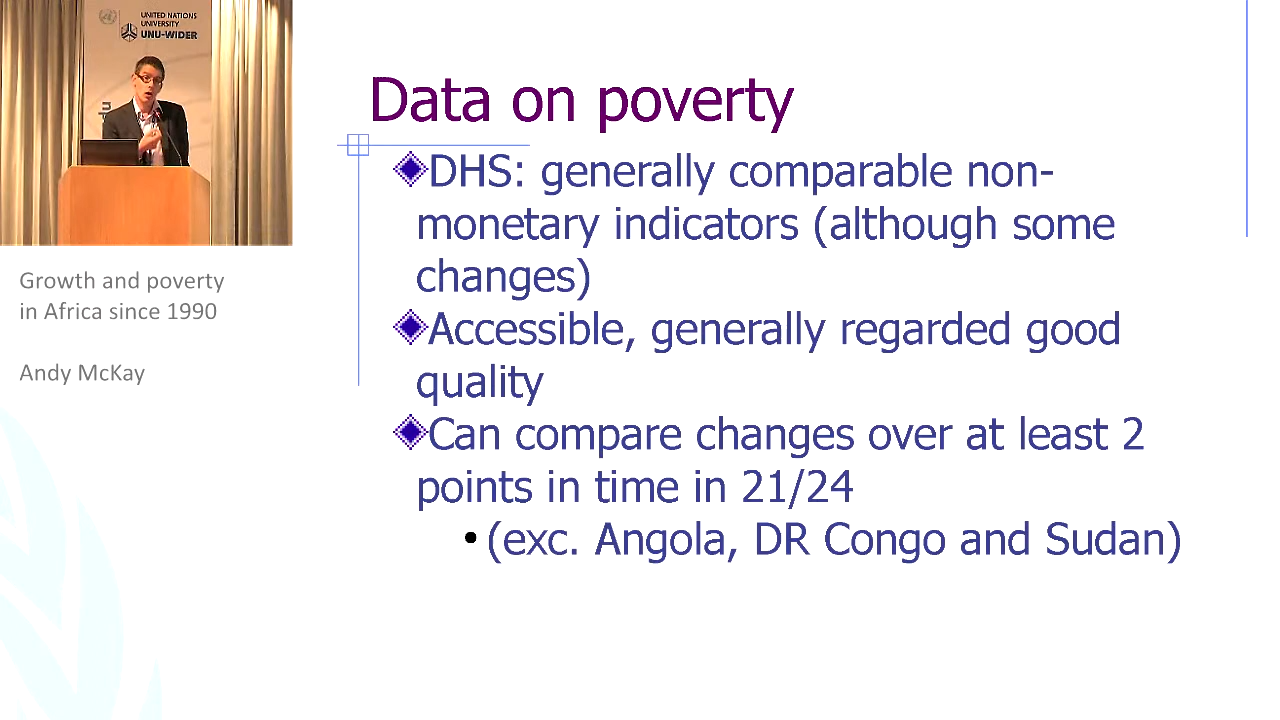 UNITED NATIONS
UNIVERSITY
UNU-WIDER
Growth and poverty
in Africa since 1990
Andy McKay
Data on poverty
DHS: generally comparable non-
monetary indicators (although some
changes)
Accessible, generally regarded good
quality
Can compare changes over at least 2
points in time in 21/24
(exc. Angola, DR Congo and Sudan)